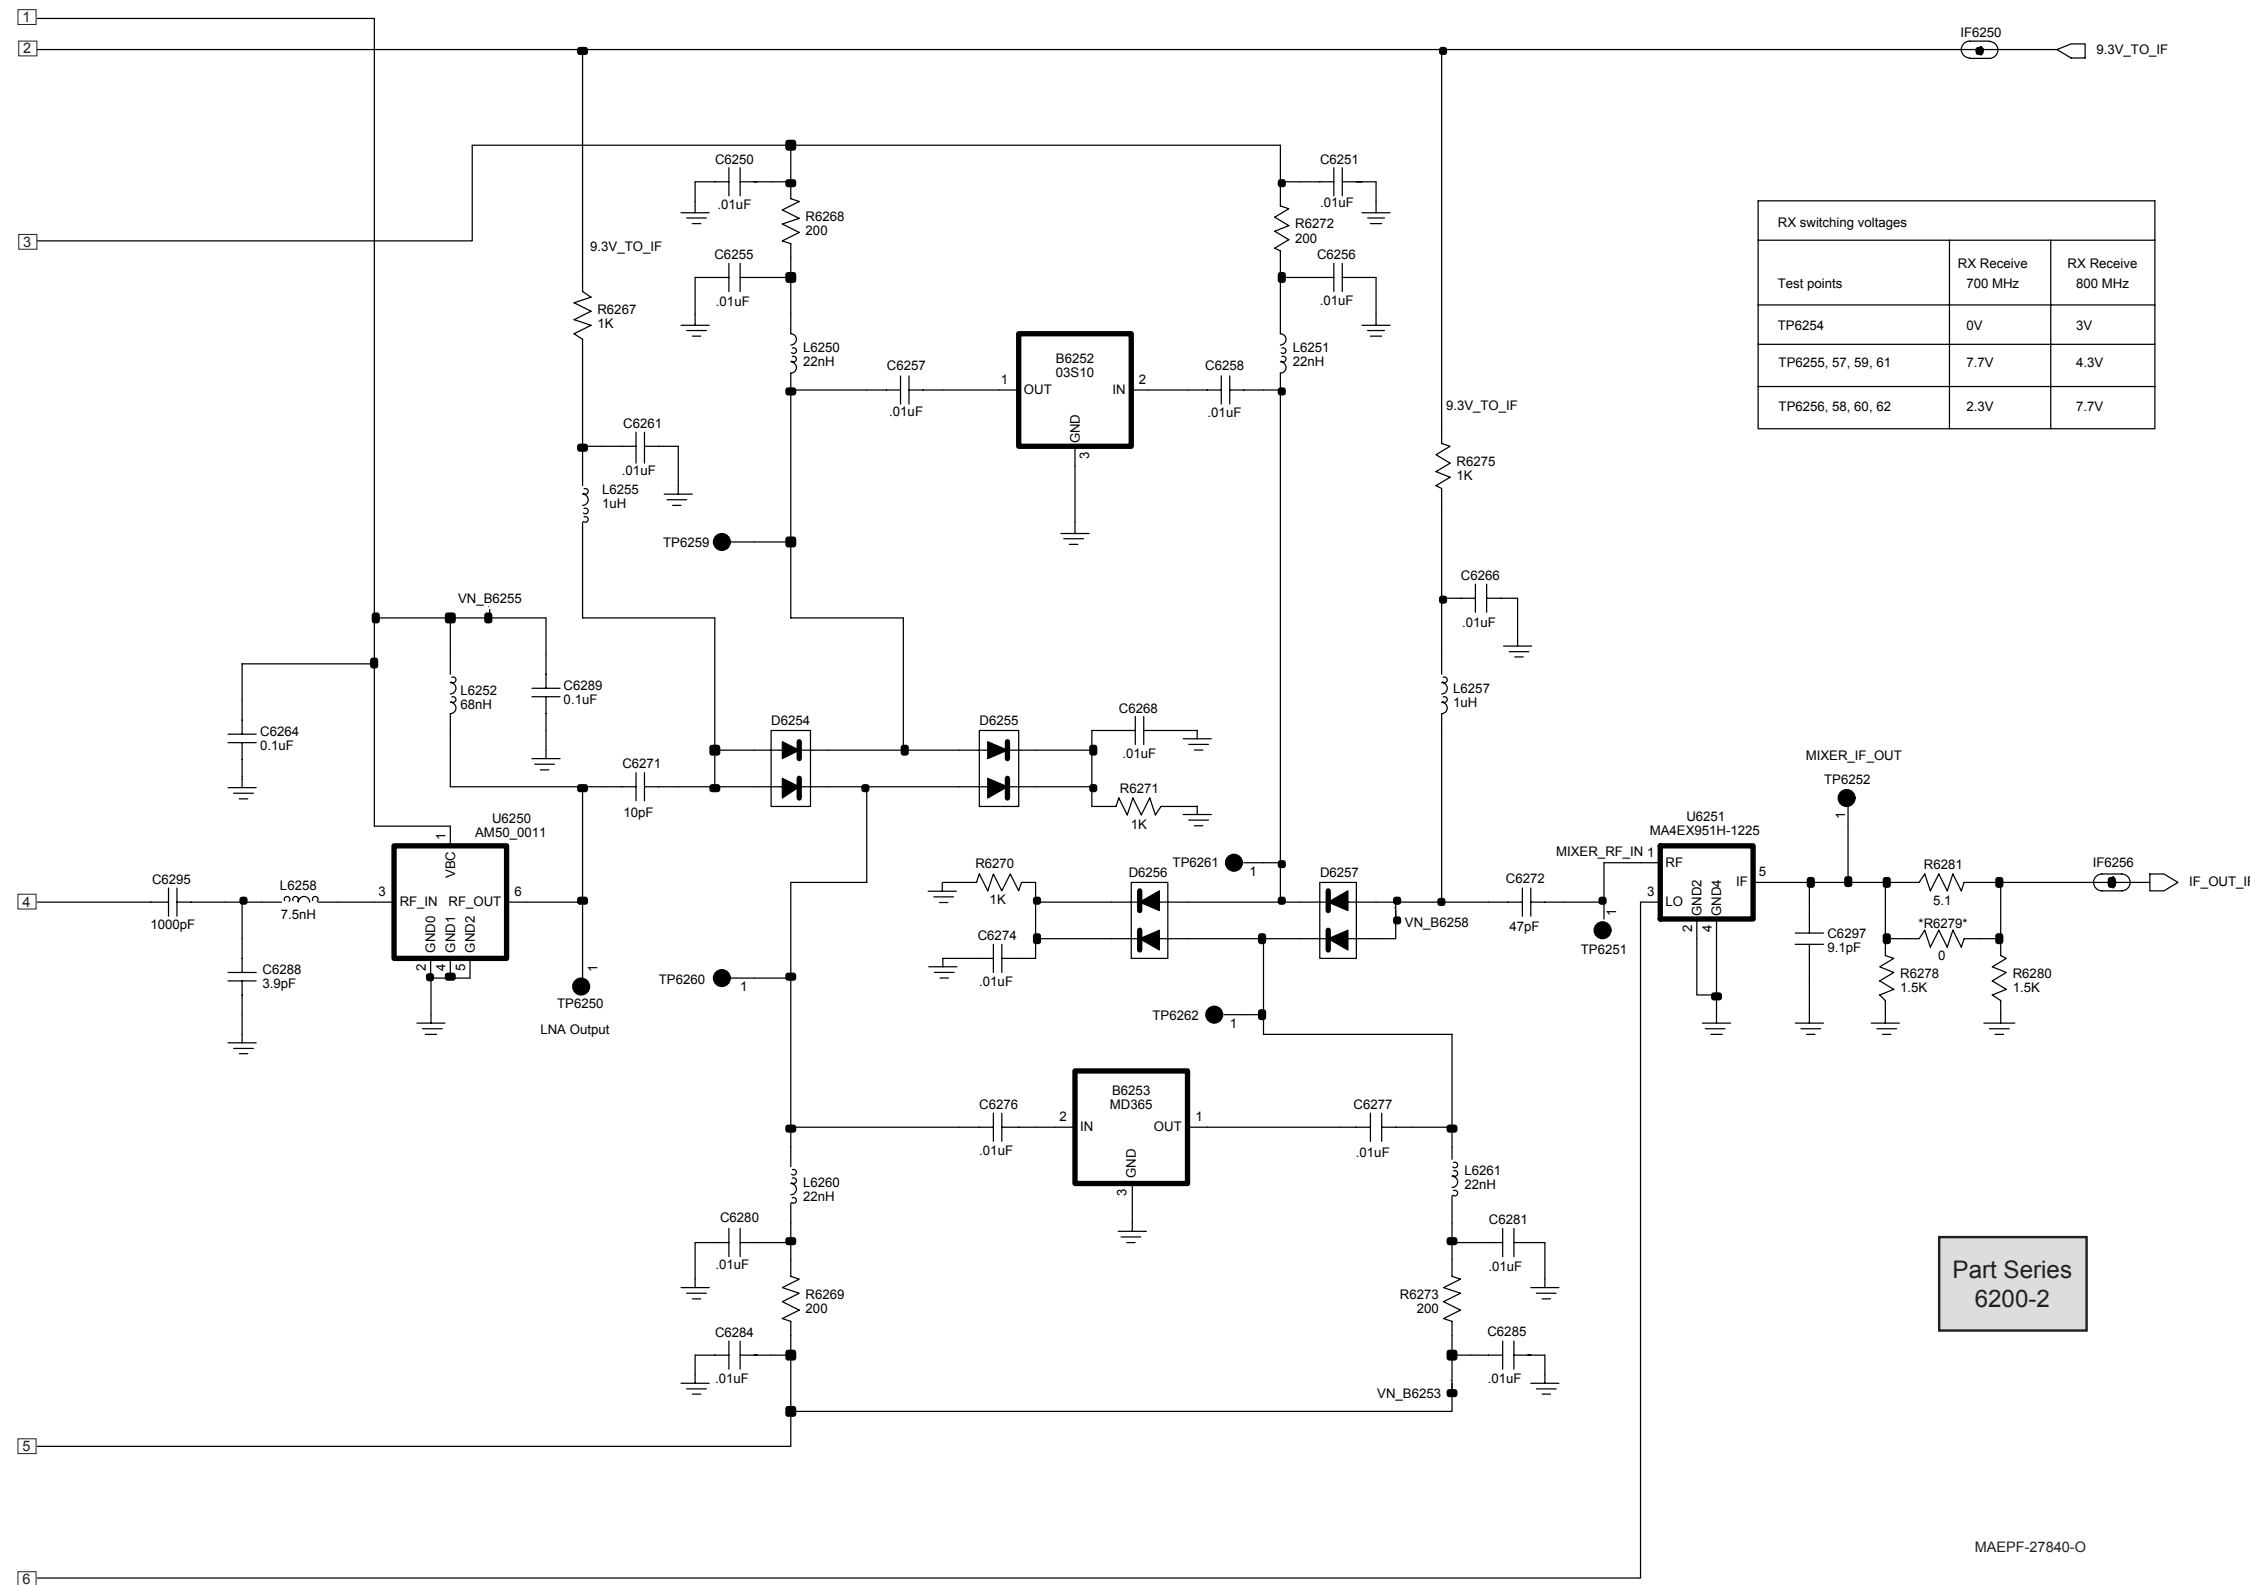 1
2
IF6250
9.3V_TO_IF
3
C6250
.01uF
R6268
200
C6251
.01uF
R6272
200
9.3V_TO_IF
C6255
.01uF
C6256
.01uF
RX switching voltages
Test points
RX Receive
700 MHz
RX Receive
800 MHz
TP6254
0V
3V
TP6255, 57, 59, 61
7.7V
4.3V
TP6256, 58, 60, 62
2.3V
7.7V
R6267
1K
L6250
22nH
C6257
.01uF
B6252
03S10
1
OUT
IN
2
GND
3
C6258
.01uF
L6251
22nH
9.3V_TO_IF
C6261
.01uF
L6255
1uH
R6275
1K
TP6259
C6266
.01uF
VN_B6255
L6252
68nH
C6289
0.1uF
C6264
0.1uF
L6257
1uH
D6254
D6255
C6268
.01uF
R6271
1K
C6271
10pF
MIXER_IF_OUT
TP6252
1
U6250
AM50_0011
1
VBC
3
RF_IN
RF_OUT
6
GND0
GND1
GND2
2
4
5
4
C6295
1000pF
L6258
7.5nH
C6288
3.9pF
1
TP6250
LNA Output
TP6260
1
R6270
1K
C6274
.01uF
D6256
TP6261
1
D6257
VN_B6258
TP6262
1
C6272
47pF
MIXER_RF_IN
1
TP6251
U6251
MA4EX951H-1225
1
RF
3
LO
IF
5
GND2
GND4
2
4
C6297
9.1pF
R6281
5.1
*R6279*
0
R6278
1.5K
R6280
1.5K
IF6256
IF_OUT_IF
C6276
.01uF
B6253
MD365
2
IN
OUT
1
GND
3
C6277
.01uF
L6260
22nH
L6261
22nH
C6280
.01uF
C6281
.01uF
R6269
200
R6273
200
C6284
.01uF
C6285
.01uF
VN_B6253
Part Series
6200-2
5
MAEPF-27840-O
6